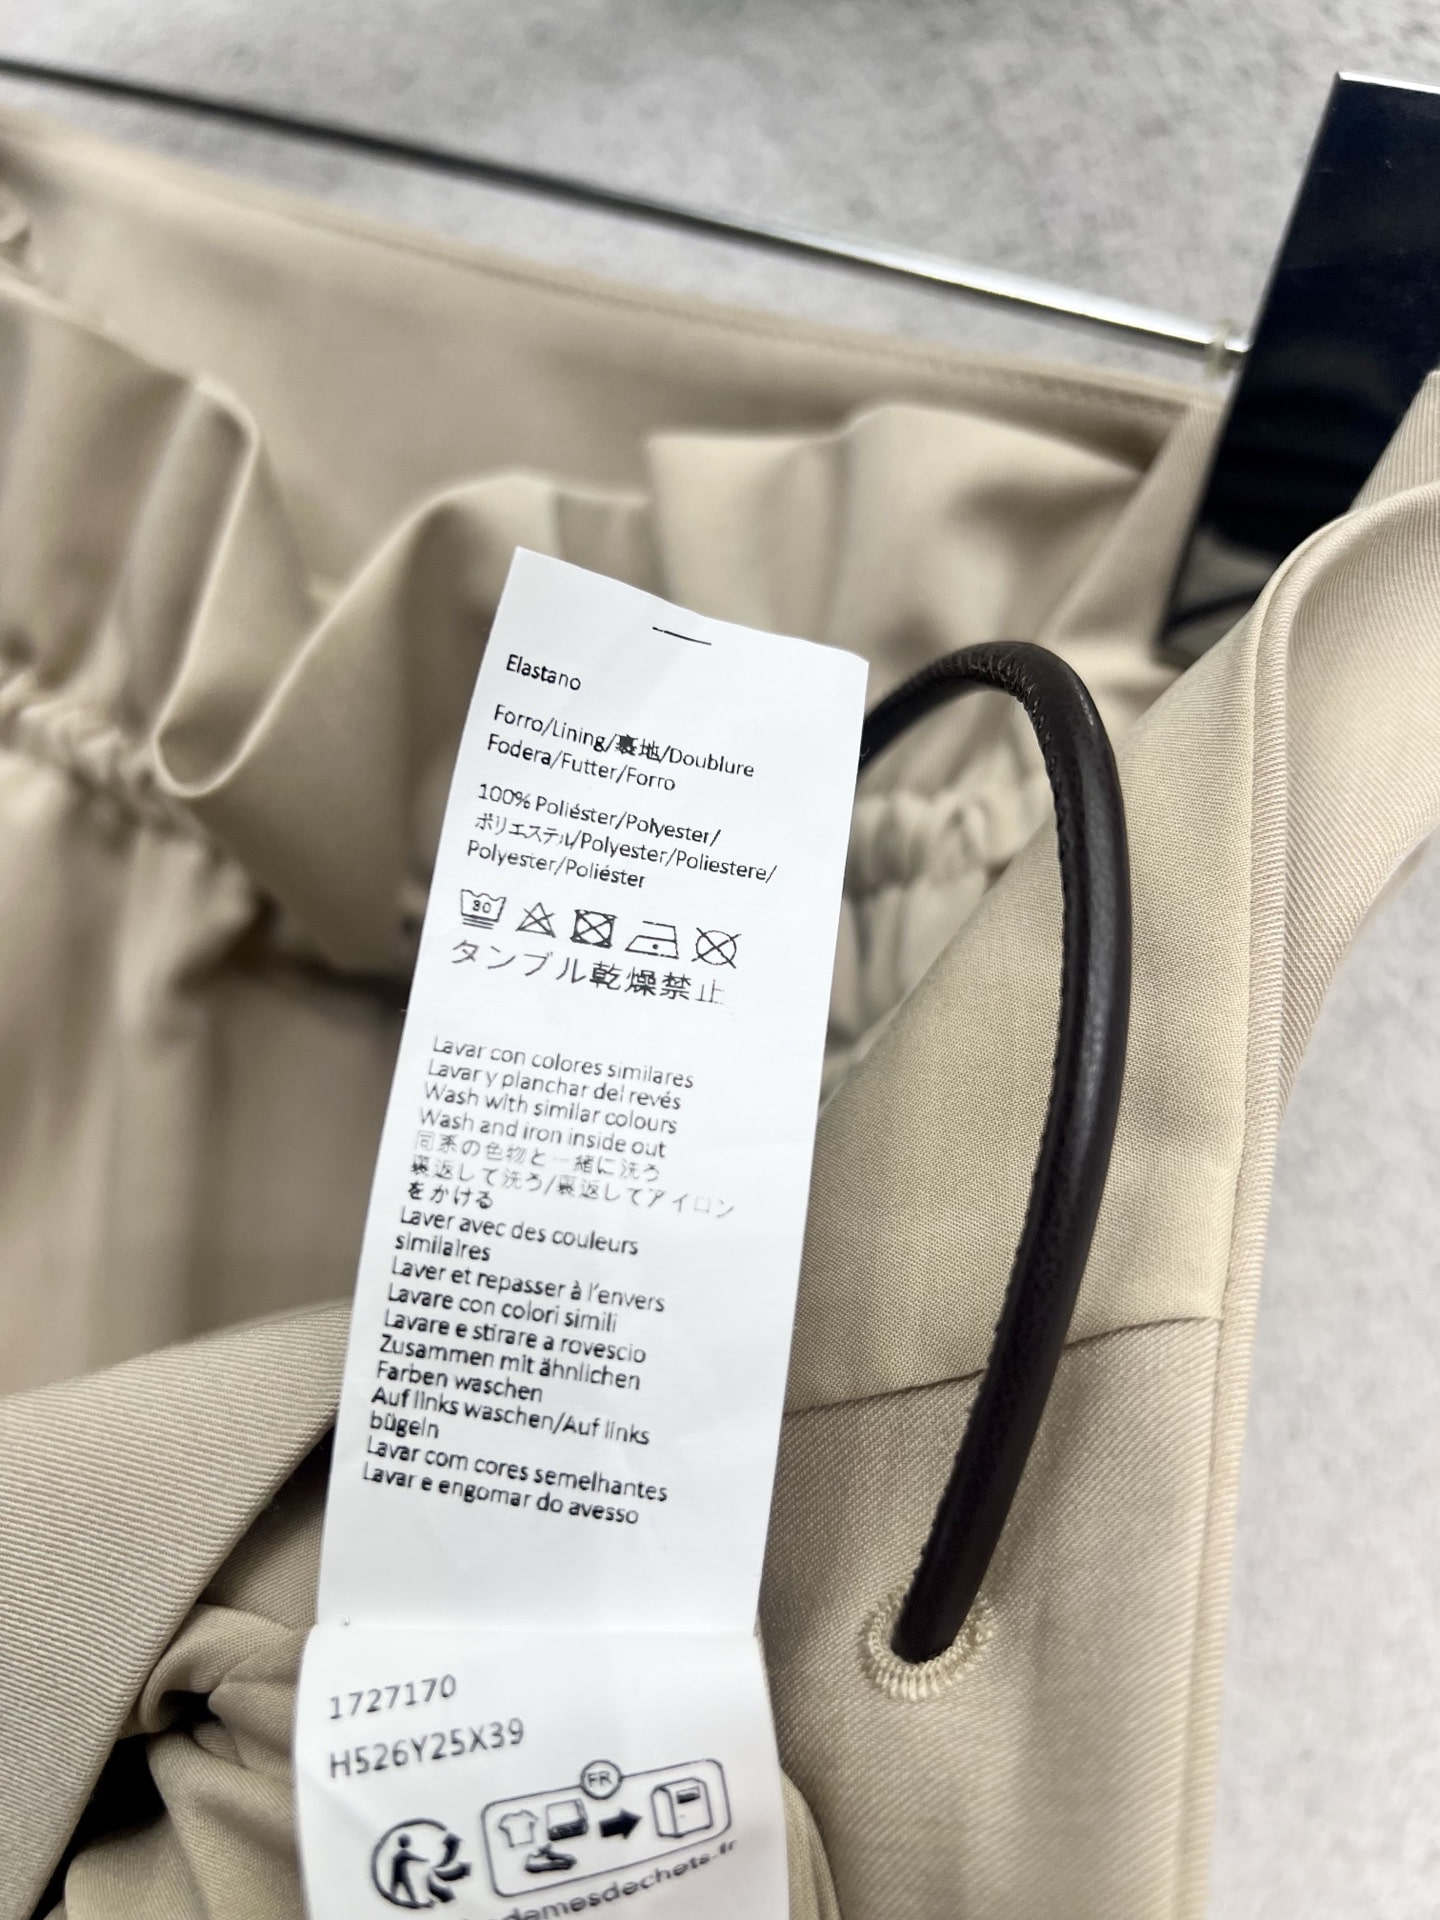 Elastano
Forro/Lining/裏地/Doublure
Fodera/Futter/Forro
100% Poliéster/Polyester/
ポリエステル/Polyester/Poliestere/
Polyester/Poliéster
30
タンブル乾燥禁止
Lavar con colores similares
Lavar y planchar del revés
Wash with similar colours
Wash and iron inside out
同系の色物と一緒に洗う
裏返して洗う/裏返してアイロン
をかける
Laver avec des couleurs
similaires
Laver et repasser à l'envers
Lavare con colori simili
Lavare e stirare a rovescio
Zusammen mit ähnlichen
Farben waschen
Auf links waschen/Auf links
bügeln
Lavar com cores semelhantes
Lavar e engomar do avesso
1727170
H526Y25X39
FR